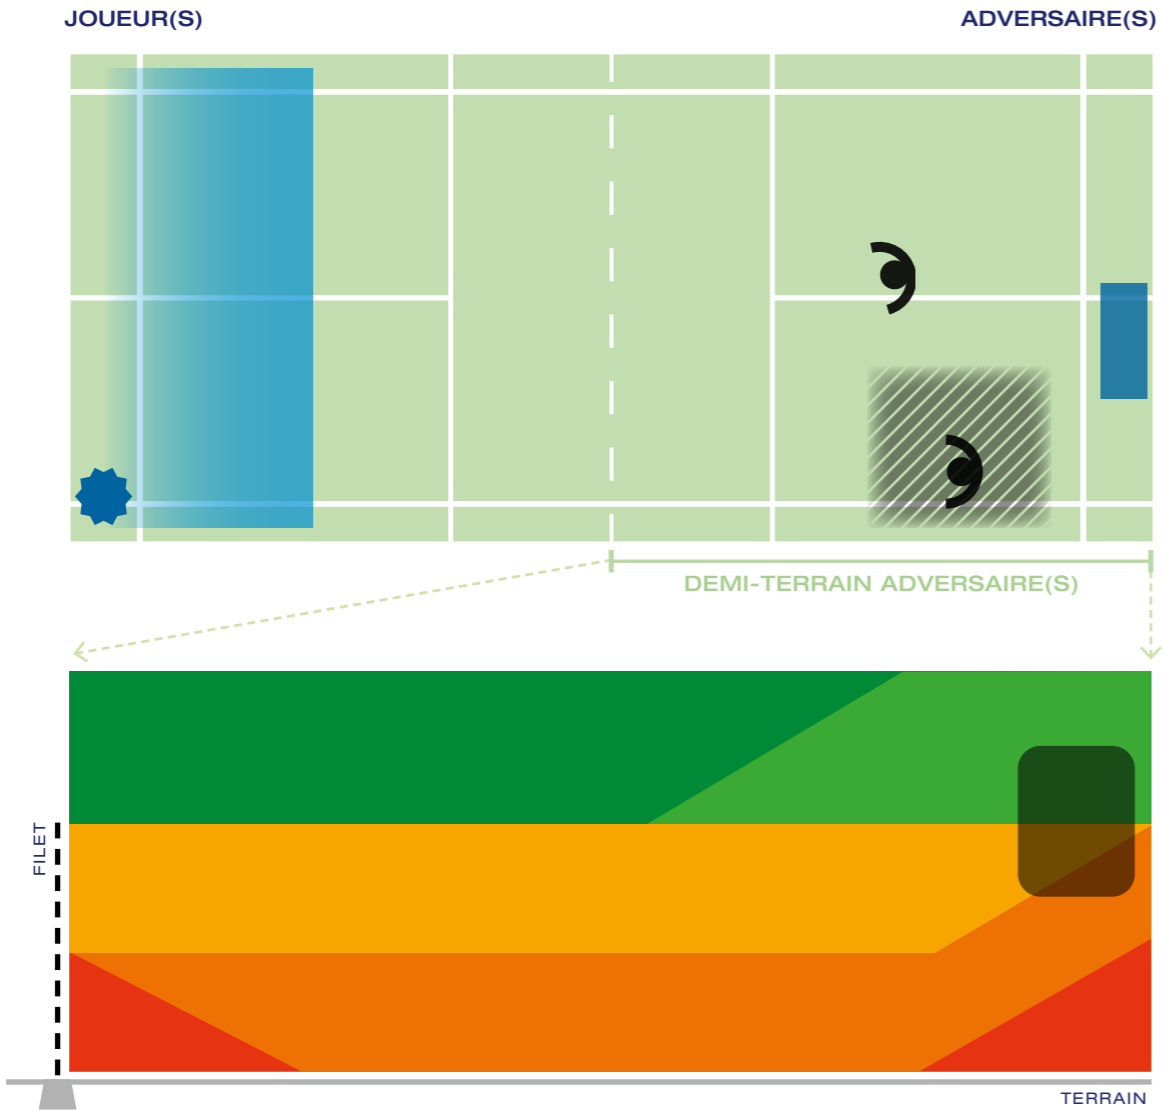 JOUEUR(S)
ADVERSAIRE(S)
DEMI-TERRAIN ADVERSAIRE(S)
FILET
TERRAIN